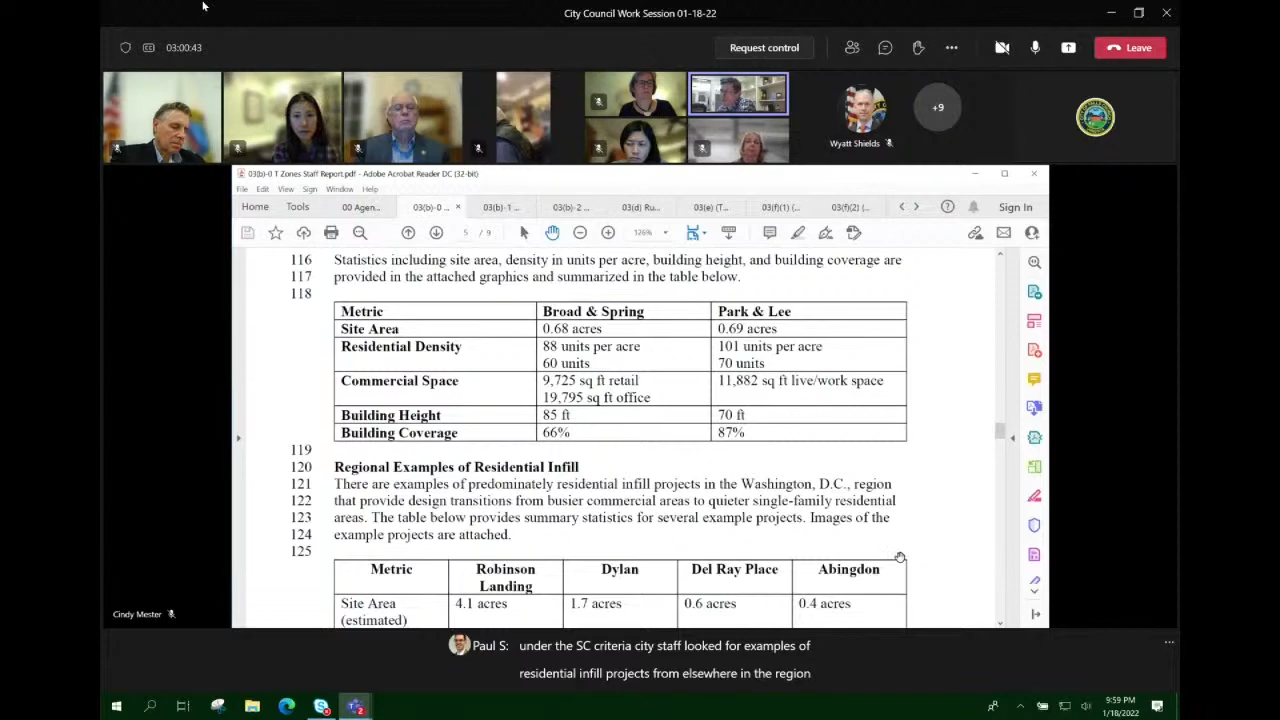 City Council Work Session 01-18-22
03:00:43
Request control
Leave
+9
Wyatt Shields
03(b)-0 T Zones Staff Report.pdf - Adobe Acrobat Reader DC (32-bit)
File Edit View Sign Window Help
Home Tools 00 Agen... 03(b)-0 ... × 03(b)-1 ... 03(b)-2 ... 03(d) Ru... 03(e) (T... 03(f)(1) (... 03(f)(2) (... Sign In
5 / 9 126%
116 Statistics including site area, density in units per acre, building height, and building coverage are
117 provided in the attached graphics and summarized in the table below.
118
Metric Broad & Spring Park & Lee
Site Area 0.68 acres 0.69 acres
Residential Density 88 units per acre 101 units per acre
60 units 70 units
Commercial Space 9,725 sq ft retail 11,882 sq ft live/work space
19,795 sq ft office
Building Height 85 ft 70 ft
Building Coverage 66% 87%
119
120 Regional Examples of Residential Infill
121 There are examples of predominately residential infill projects in the Washington, D.C., region
122 that provide design transitions from busier commercial areas to quieter single-family residential
123 areas. The table below provides summary statistics for several example projects. Images of the
124 example projects are attached.
125
Metric Robinson Dylan Del Ray Place Abingdon
Landing
Site Area 4.1 acres 1.7 acres 0.6 acres 0.4 acres
(estimated)
Cindy Mester
Paul S: under the SC criteria city staff looked for examples of
residential infill projects from elsewhere in the region
9:59 PM
1/18/2022